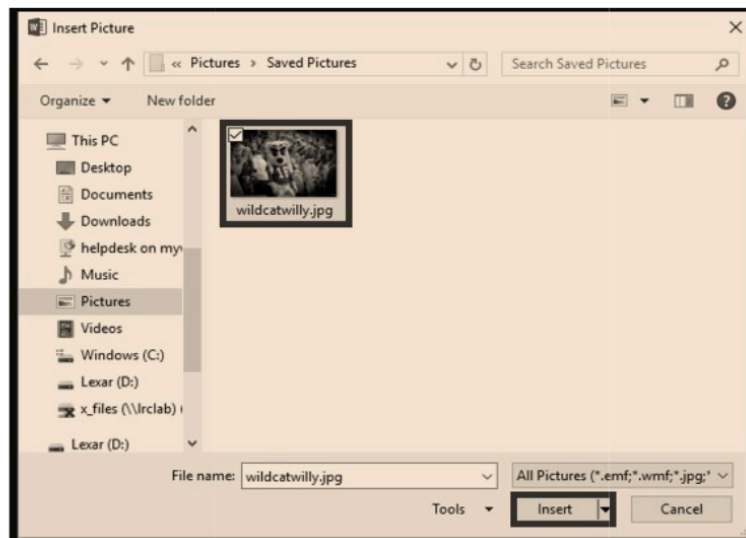 Insert Picture
« Pictures > Saved Pictures
Search Saved Pictures
Organize
New folder
This PC
Desktop
Documents
Downloads
helpdesk on my
Music
Pictures
Videos
Windows (C:)
Lexar (D:)
x_files (\\lrclab) (
Lexar (D:)
wildcatwilly.jpg
File name: wildcatwilly.jpg
All Pictures (*.emf;*.wmf;*.jpg;*
Tools
Insert
Cancel